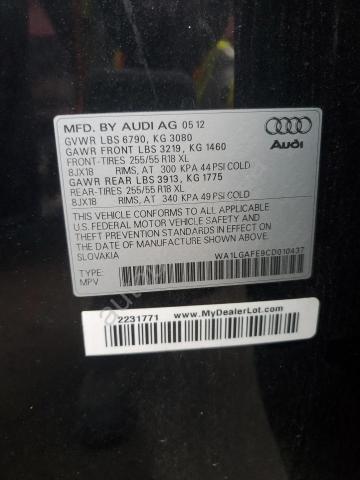 MFD. BY AUDI AG 05 12
GVWR LBS 6790, KG 3080
GAWR FRONT LBS 3219, KG 1460
FRONT-TIRES 255/55 R18 XL
8JX18 RIMS, AT 300 KPA 44 PSI COLD
GAWR REAR LBS 3913, KG 1775
REAR-TIRES 255/55 R18 XL
8JX18 RIMS, AT 340 KPA 49 PSI COLD
Audi
THIS VEHICLE CONFORMS TO ALL APPLICABLE
U.S. FEDERAL MOTOR VEHICLE SAFETY STANDARDS IN
EFFECT ON THE DATE OF MANUFACTURE SHOWN ABOVE.
SLOVAKIA
WA1LGAFE9CD010437
TYPE:
MPV
2231771 www.MyDealerLot.com